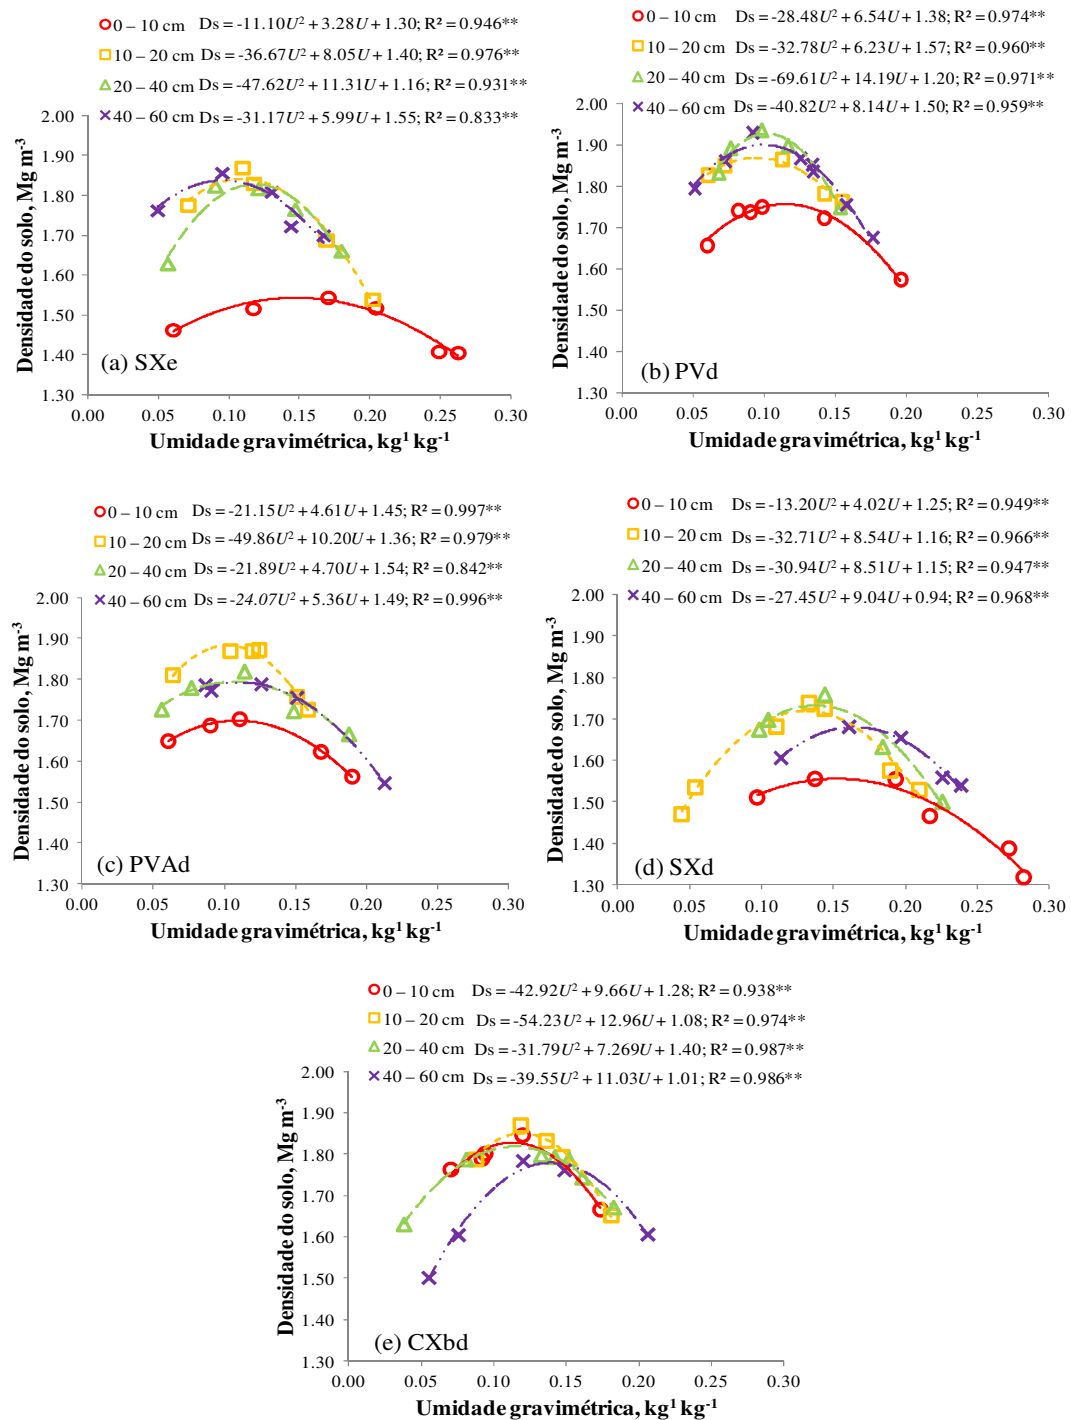 0 – 10 cm Ds = -11.10U² + 3.28U + 1.30; R² = 0.946**
10 – 20 cm Ds = -36.67U² + 8.05U + 1.40; R² = 0.976**
20 – 40 cm Ds = -47.62U² + 11.31U + 1.16; R² = 0.931**
40 – 60 cm Ds = -31.17U² + 5.99U + 1.55; R² = 0.833**
Densidade do solo, Mg m⁻³
2.00
1.90
1.80
1.70
1.60
1.50
1.40
1.30
(a) SXe
0.00 0.05 0.10 0.15 0.20 0.25 0.30
Umidade gravimétrica, kg¹ kg⁻¹
0 – 10 cm Ds = -28.48U² + 6.54U + 1.38; R² = 0.974**
10 – 20 cm Ds = -32.78U² + 6.23U + 1.57; R² = 0.960**
20 – 40 cm Ds = -69.61U² + 14.19U + 1.20; R² = 0.971**
40 – 60 cm Ds = -40.82U² + 8.14U + 1.50; R² = 0.959**
Densidade do solo, Mg m⁻³
2.00
1.90
1.80
1.70
1.60
1.50
1.40
1.30
(b) PVd
0.00 0.05 0.10 0.15 0.20 0.25 0.30
Umidade gravimétrica, kg¹ kg⁻¹
0 – 10 cm Ds = -21.15U² + 4.61U + 1.45; R² = 0.997**
10 – 20 cm Ds = -49.86U² + 10.20U + 1.36; R² = 0.979**
20 – 40 cm Ds = -21.89U² + 4.70U + 1.54; R² = 0.842**
40 – 60 cm Ds = -24.07U² + 5.36U + 1.49; R² = 0.996**
Densidade do solo, Mg m⁻³
2.00
1.90
1.80
1.70
1.60
1.50
1.40
1.30
(c) PVAd
0.00 0.05 0.10 0.15 0.20 0.25 0.30
Umidade gravimétrica, kg¹ kg⁻¹
0 – 10 cm Ds = -13.20U² + 4.02U + 1.25; R² = 0.949**
10 – 20 cm Ds = -32.71U² + 8.54U + 1.16; R² = 0.966**
20 – 40 cm Ds = -30.94U² + 8.51U + 1.15; R² = 0.947**
40 – 60 cm Ds = -27.45U² + 9.04U + 0.94; R² = 0.968**
Densidade do solo, Mg m⁻³
2.00
1.90
1.80
1.70
1.60
1.50
1.40
1.30
(d) SXd
0.00 0.05 0.10 0.15 0.20 0.25 0.30
Umidade gravimétrica, kg¹ kg⁻¹
0 – 10 cm Ds = -42.92U² + 9.66U + 1.28; R² = 0.938**
10 – 20 cm Ds = -54.23U² + 12.96U + 1.08; R² = 0.974**
20 – 40 cm Ds = -31.79U² + 7.269U + 1.40; R² = 0.987**
40 – 60 cm Ds = -39.55U² + 11.03U + 1.01; R² = 0.986**
Densidade do solo, Mg m⁻³
2.00
1.90
1.80
1.70
1.60
1.50
1.40
1.30
(e) CXbd
0.00 0.05 0.10 0.15 0.20 0.25 0.30
Umidade gravimétrica, kg¹ kg⁻¹